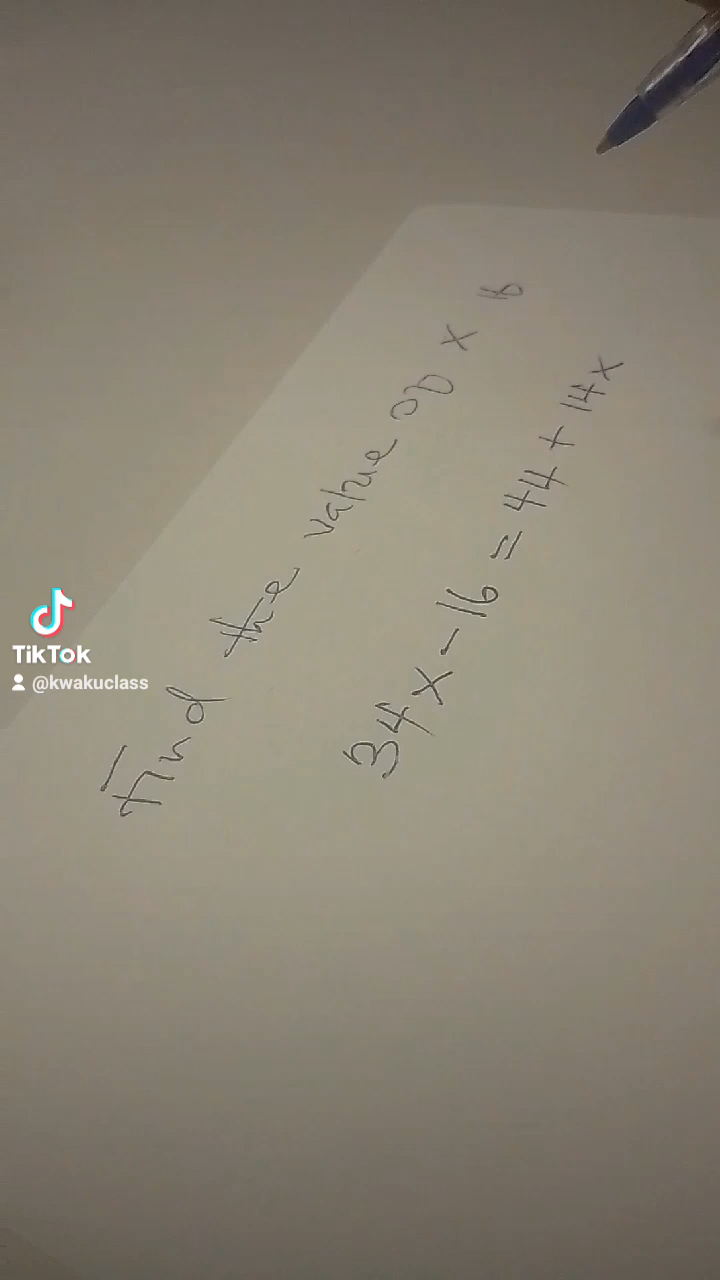 Find the value of x if
34x - 16 = 44 + 14x
TikTok
@kwakuclass